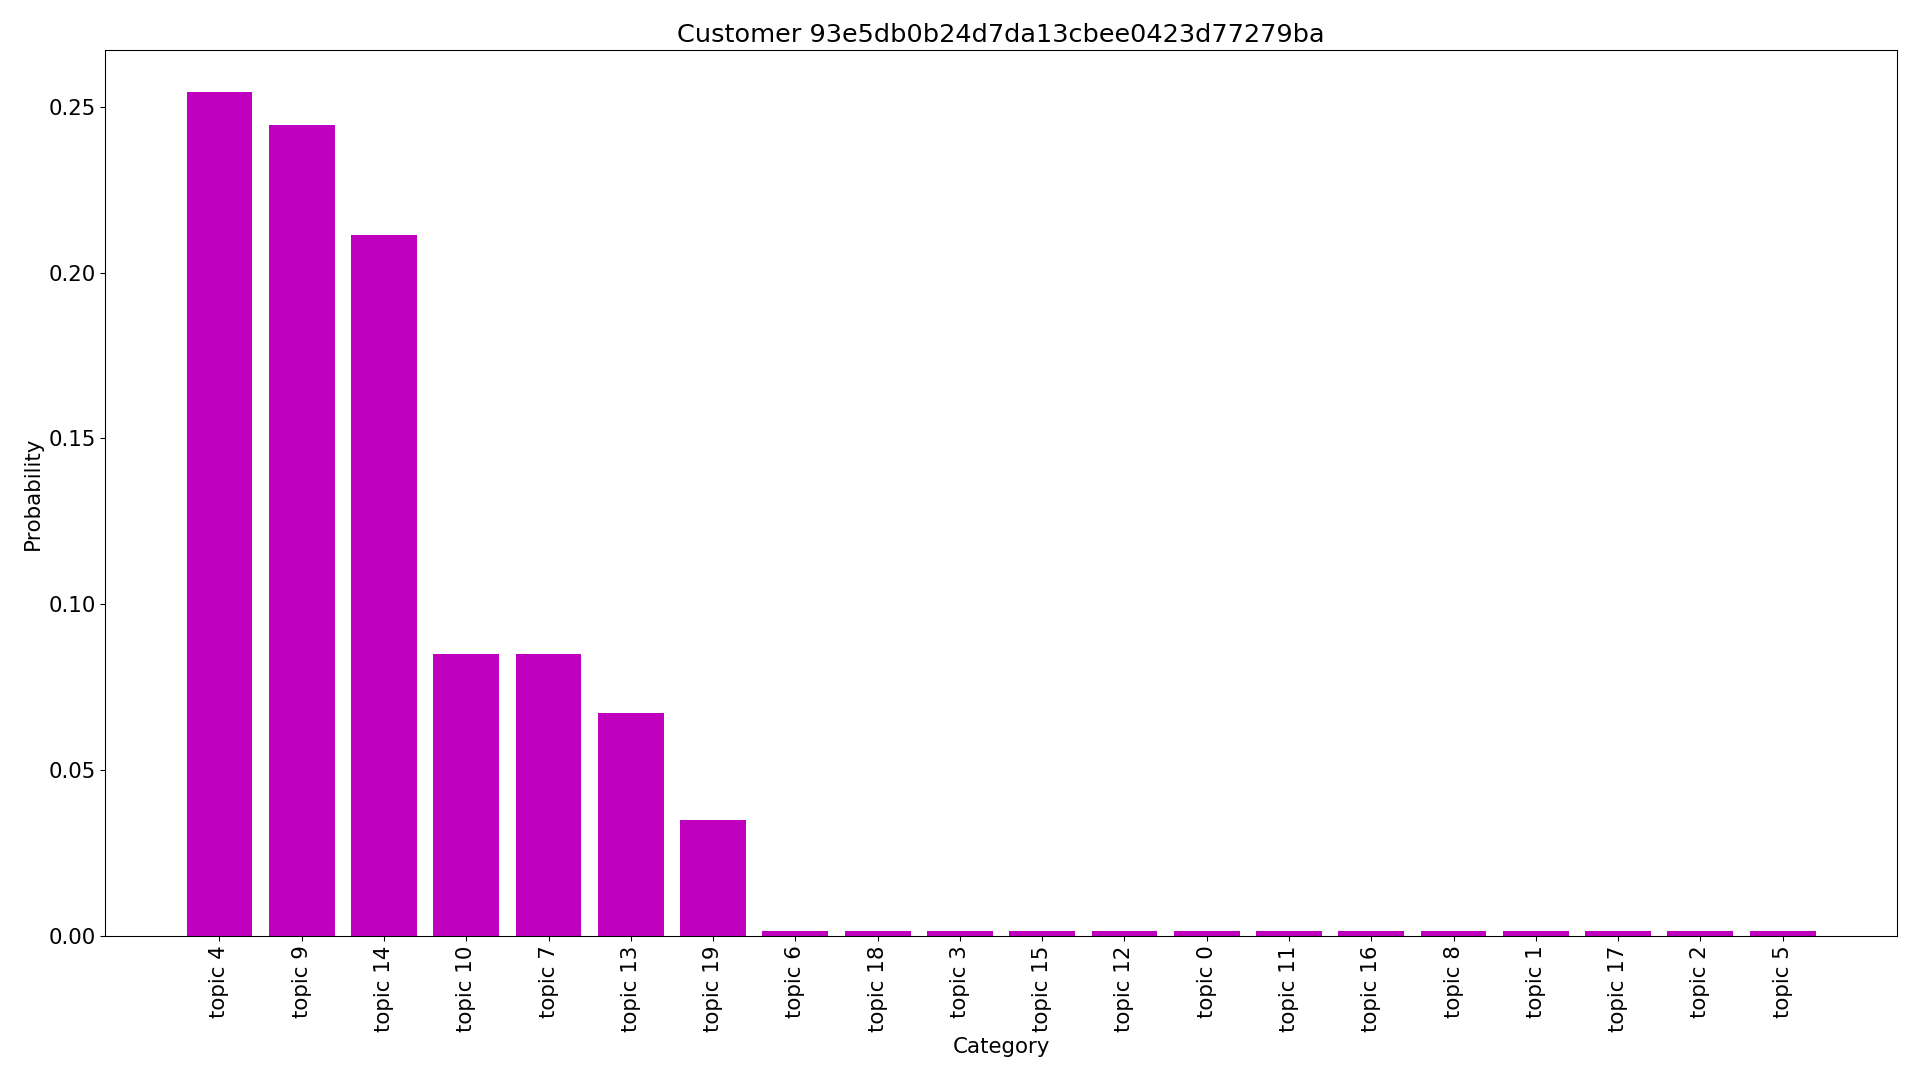 Customer 93e5db0b24d7da13cbee0423d77279ba
Probability
0.25
0.20
0.15
0.10
0.05
0.00
topic 4
topic 9
topic 14
topic 10
topic 7
topic 13
topic 19
topic 6
topic 18
topic 3
topic 15
topic 12
topic 0
topic 11
topic 16
topic 8
topic 1
topic 17
topic 2
topic 5
Category